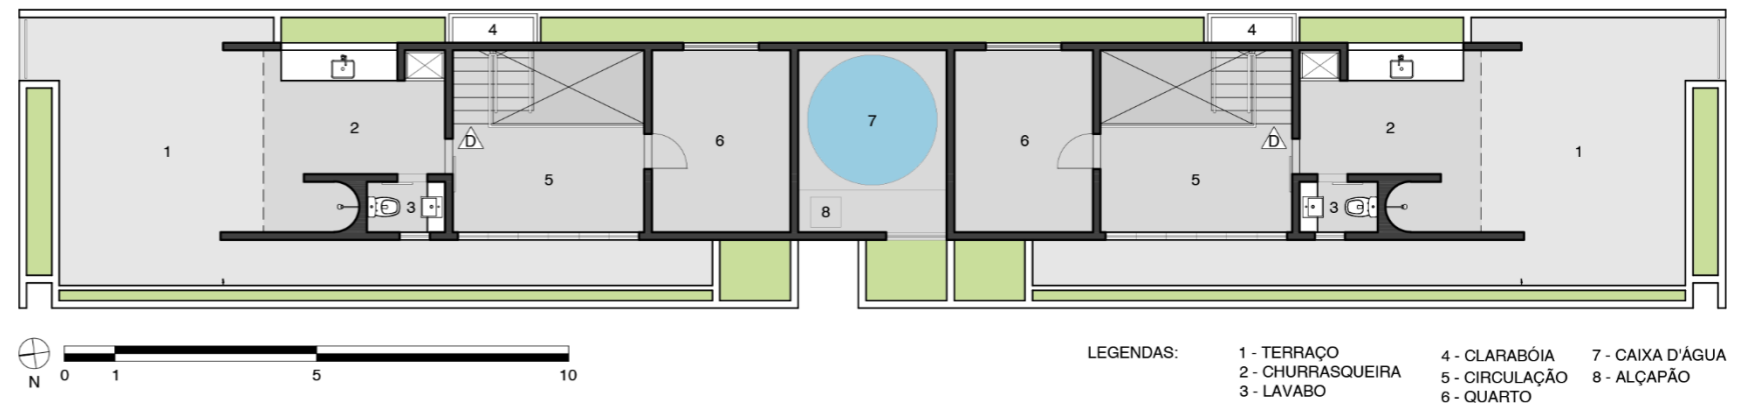 4
4
2
7
2
1
D
6
6
D
1
5
5
3
8
3
N
0
1
5
10
LEGENDAS:
1 - TERRAÇO
2 - CHURRASQUEIRA
3 - LAVABO
4 - CLARABÓIA
5 - CIRCULAÇÃO
6 - QUARTO
7 - CAIXA D'ÁGUA
8 - ALÇAPÃO